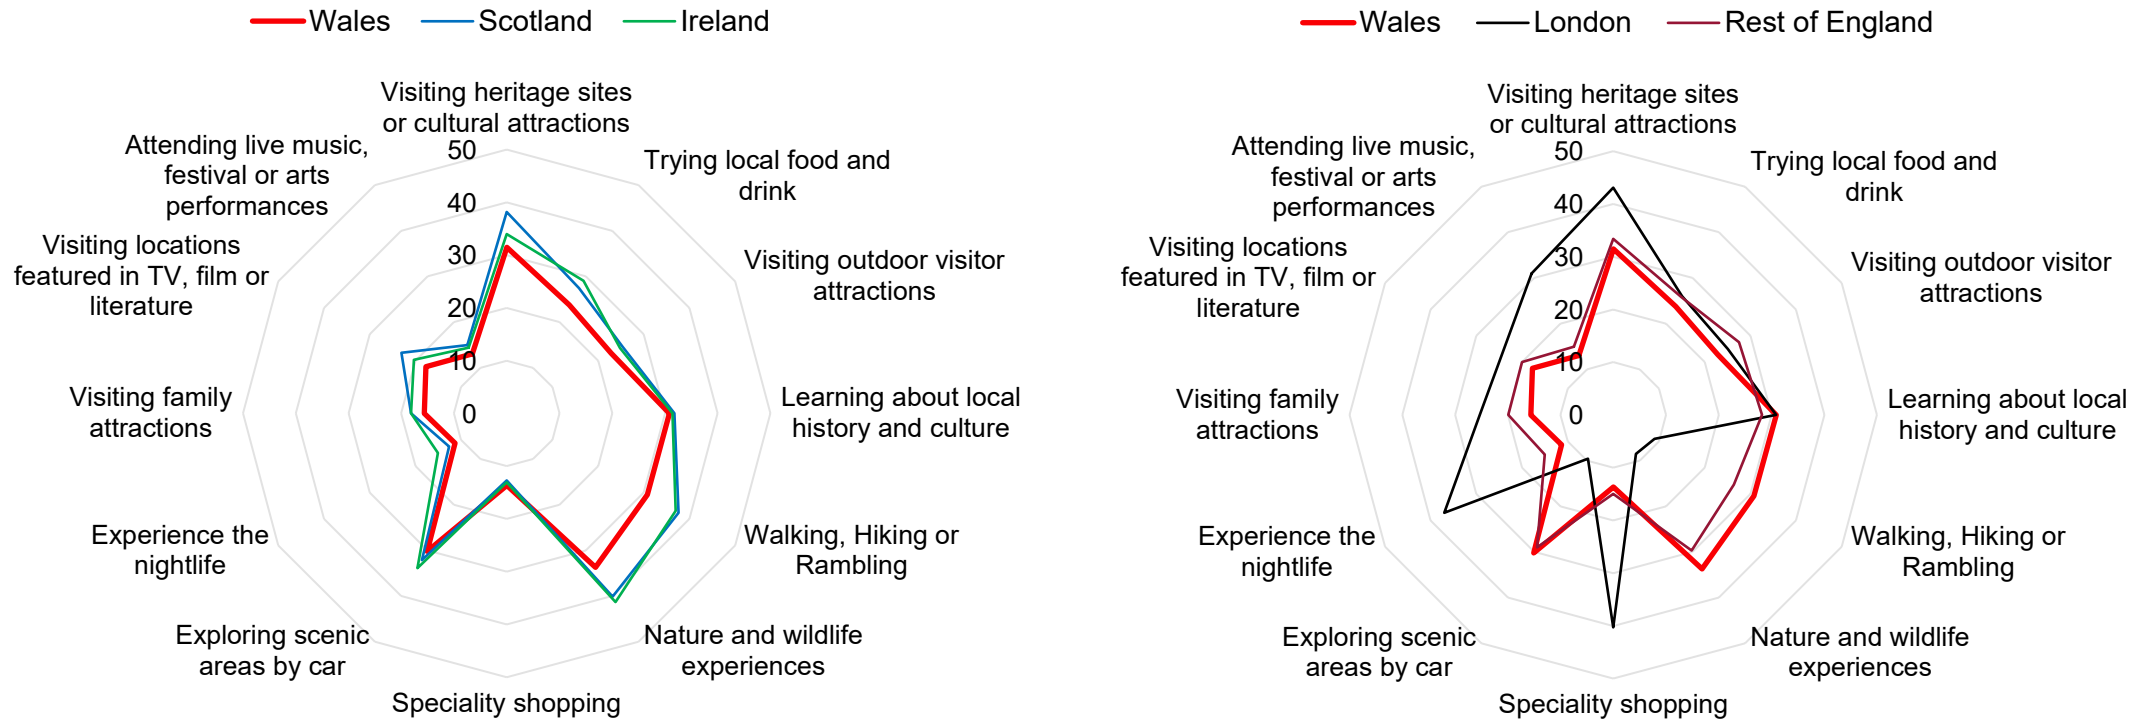 Wales
Scotland
Ireland
Visiting heritage sites
or cultural attractions
Trying local food and
drink
Visiting outdoor visitor
attractions
Learning about local
history and culture
Walking, Hiking or
Rambling
Nature and wildlife
experiences
Speciality shopping
Exploring scenic
areas by car
Experience the
nightlife
Visiting family
attractions
Visiting locations
featured in TV, film or
literature
Attending live music,
festival or arts
performances
50
40
30
20
10
0
Wales
London
Rest of England
Visiting heritage sites
or cultural attractions
Trying local food and
drink
Visiting outdoor visitor
attractions
Learning about local
history and culture
Walking, Hiking or
Rambling
Nature and wildlife
experiences
Speciality shopping
Exploring scenic
areas by car
Experience the
nightlife
Visiting family
attractions
Visiting locations
featured in TV, film or
literature
Attending live music,
festival or arts
performances
50
40
30
20
10
0